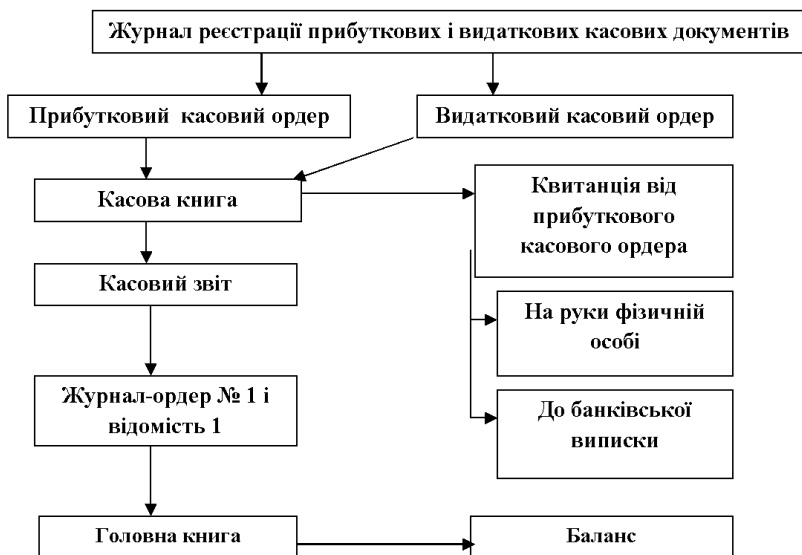 Журнал реєстрації прибуткових і видаткових касових документів
Прибутковий касовий ордер
Видатковий касовий ордер
Касова книга
Квитанція від
прибуткового
касового ордера
Касовий звіт
На руки фізичній
особі
Журнал-ордер № 1 і
відомість 1
До банківської
виписки
Головна книга
Баланс